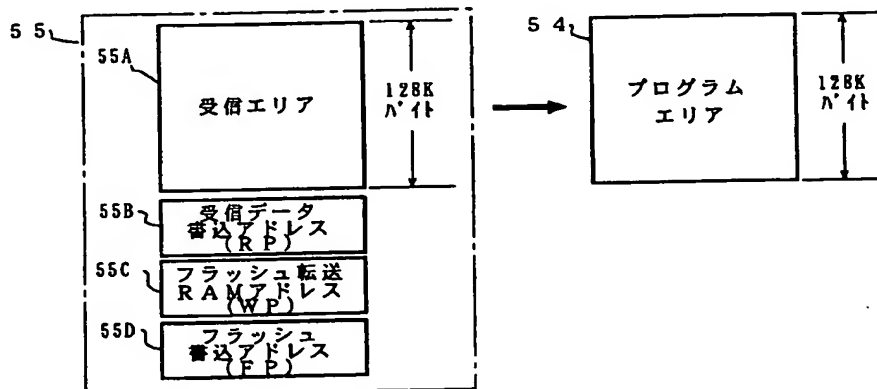 ５５
55A
受信エリア
128K
バイト
55B
受信データ
書込アドレス
(RP)
55C
フラッシュ転送
RAMアドレス
(WP)
55D
フラッシュ
書込アドレス
(FP)
５４
プログラム
エリア
128K
バイト